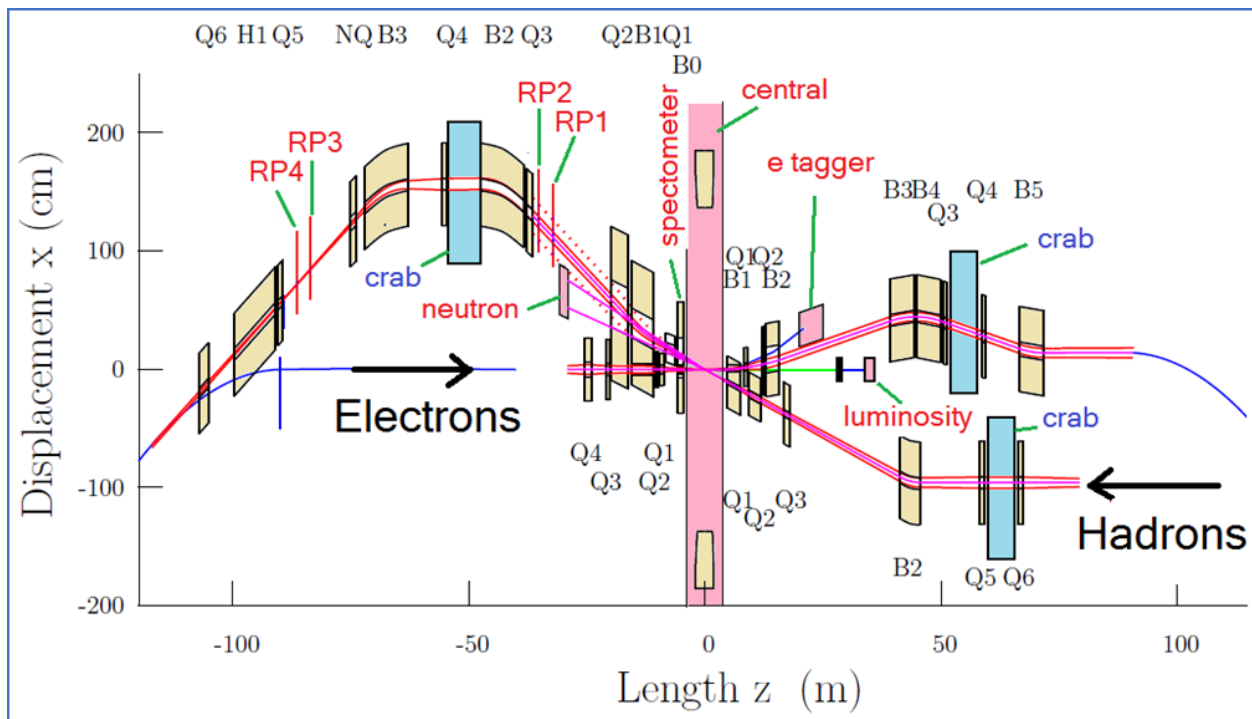 Q6 H1 Q5 NQ B3 Q4 B2 Q3 Q2 B1 Q1
B0
RP2
RP1
central
RP3
RP4
e tagger
spectometer
B3 B4 Q4 B5
Q3
crab
crab
neutron
Q1 Q2
B1 B2
Electrons
luminosity
crab
Q4 Q1
Q3 Q2
Q1 Q3
Q2
Hadrons
B2 Q5 Q6
200
100
0
-100
-200
Displacement x (cm)
-100 -50 0 50 100
Length z (m)